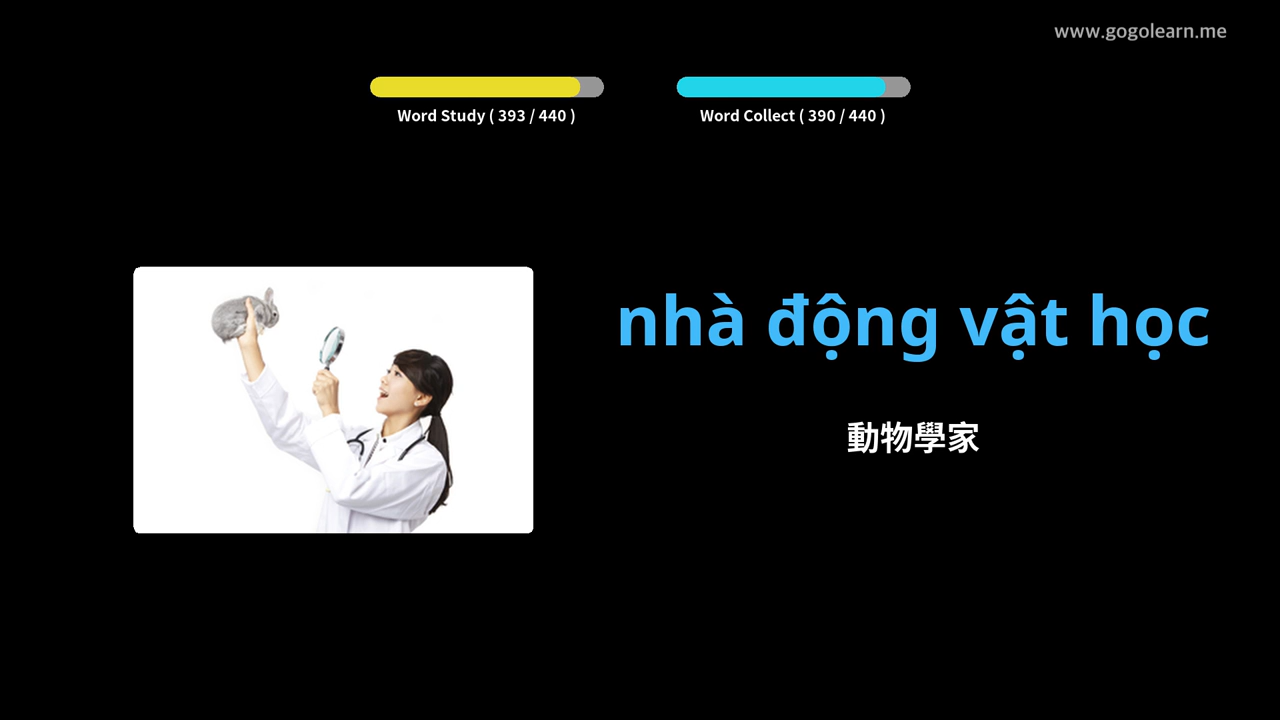 www.gogolearn.me
Word Study ( 393 / 440 )
Word Collect ( 390 / 440 )
nhà động vật học
動物學家